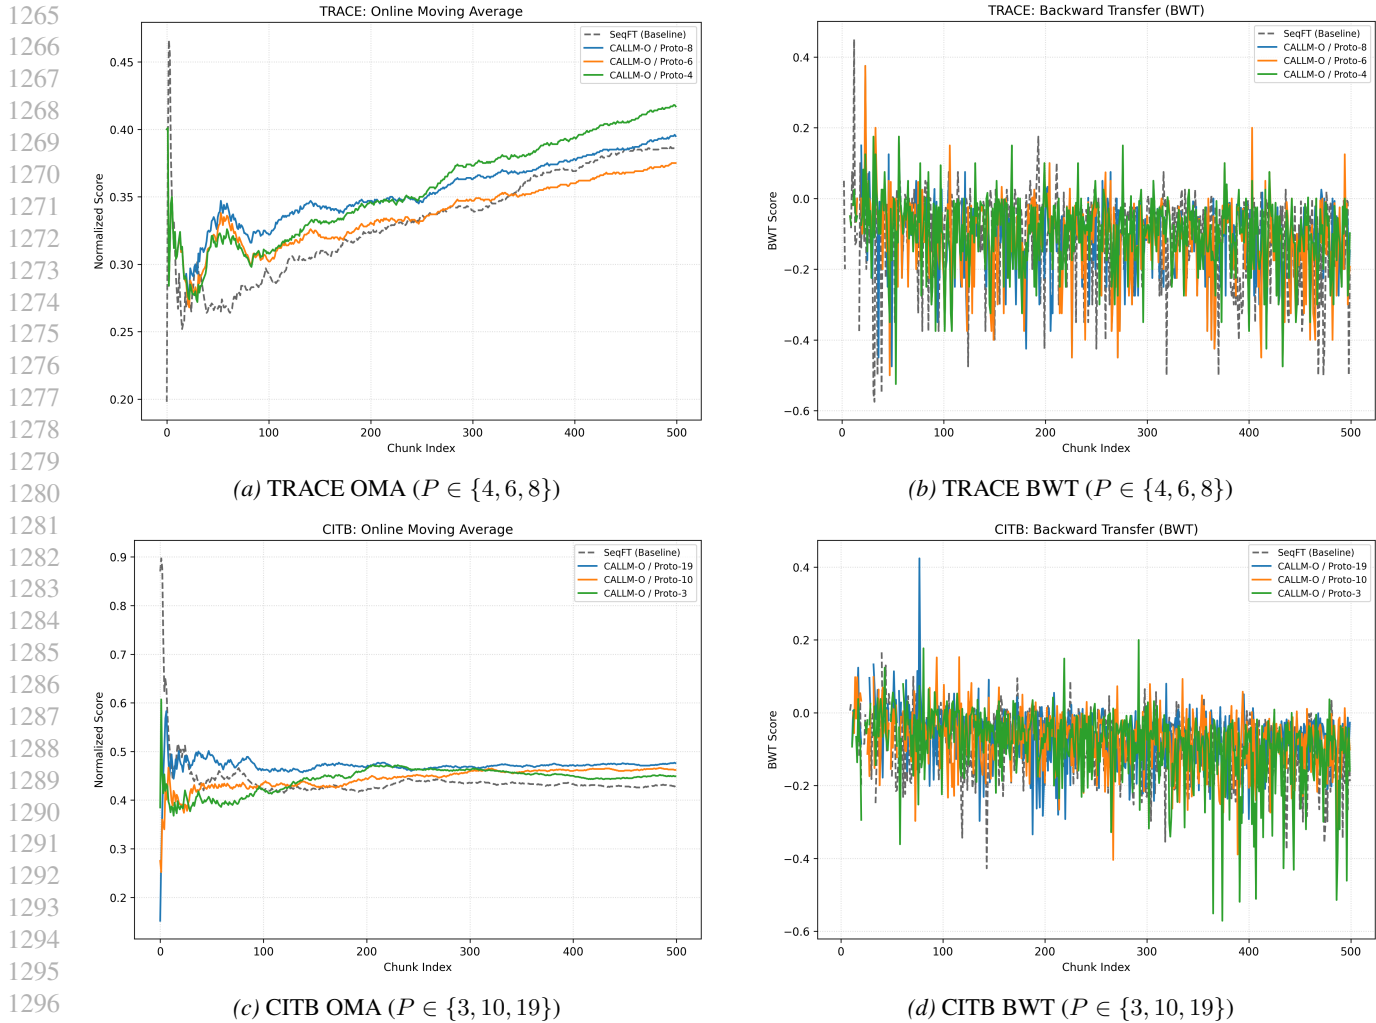 1265
1266
1267
1268
1269
1270
1271
1272
1273
1274
1275
1276
1277
1278
1279
1280
1281
1282
1283
1284
1285
1286
1287
1288
1289
1290
1291
1292
1293
1294
1295
1296
TRACE: Online Moving Average
Normalized Score
0.45
0.40
0.35
0.30
0.25
0.20
SeqFT (Baseline)
CALLM-O / Proto-8
CALLM-O / Proto-6
CALLM-O / Proto-4
0 100 200 300 400 500
Chunk Index
(a) TRACE OMA (P ∈ {4, 6, 8})
TRACE: Backward Transfer (BWT)
BWT Score
0.4
0.2
0.0
−0.2
−0.4
−0.6
SeqFT (Baseline)
CALLM-O / Proto-8
CALLM-O / Proto-6
CALLM-O / Proto-4
0 100 200 300 400 500
Chunk Index
(b) TRACE BWT (P ∈ {4, 6, 8})
CITB: Online Moving Average
Normalized Score
0.9
0.8
0.7
0.6
0.5
0.4
0.3
0.2
SeqFT (Baseline)
CALLM-O / Proto-19
CALLM-O / Proto-10
CALLM-O / Proto-3
0 100 200 300 400 500
Chunk Index
(c) CITB OMA (P ∈ {3, 10, 19})
CITB: Backward Transfer (BWT)
BWT Score
0.4
0.2
0.0
−0.2
−0.4
−0.6
SeqFT (Baseline)
CALLM-O / Proto-19
CALLM-O / Proto-10
CALLM-O / Proto-3
0 100 200 300 400 500
Chunk Index
(d) CITB BWT (P ∈ {3, 10, 19})